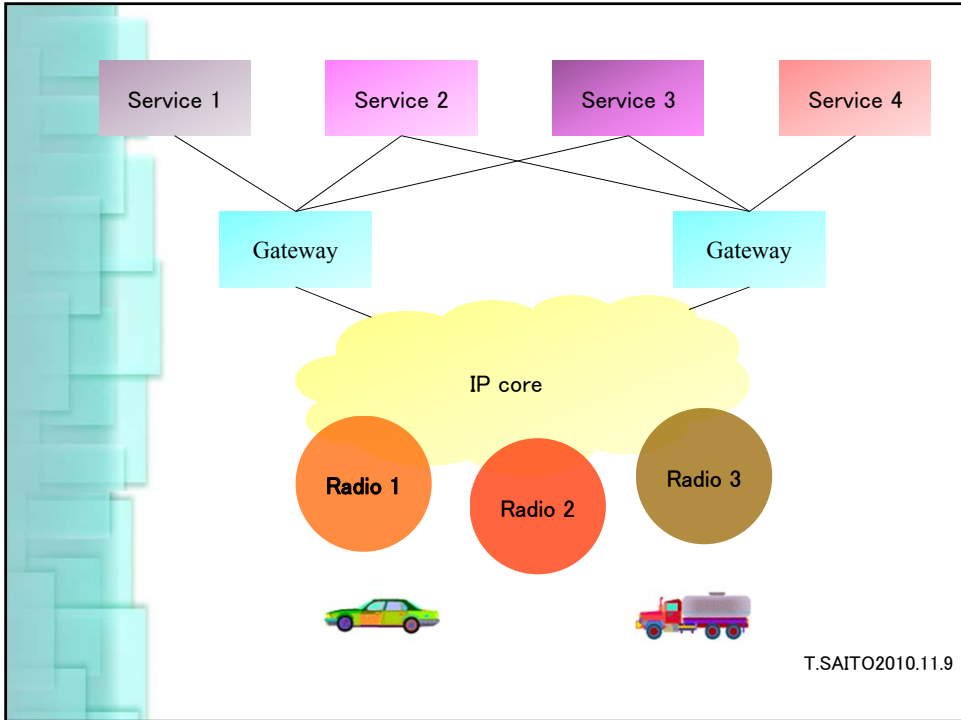 Service 1
Service 2
Service 3
Service 4
Gateway
Gateway
IP core
Radio 1
Radio 2
Radio 3
T.SAITO2010.11.9